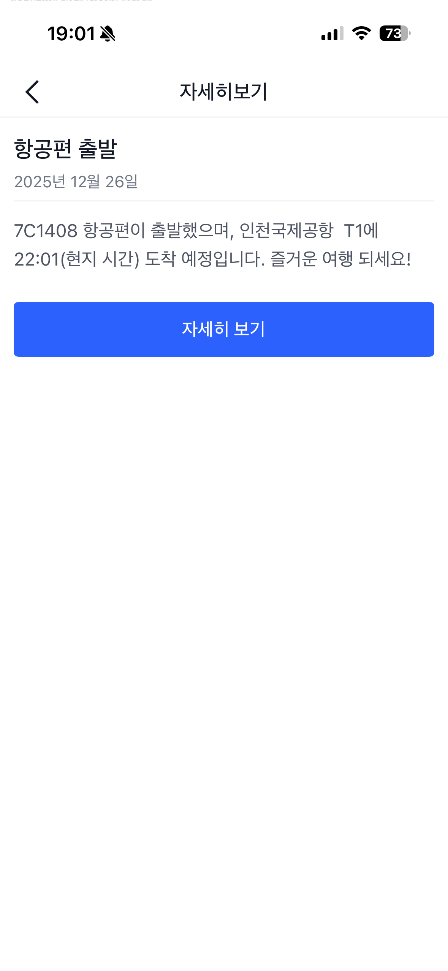 19:01
73
자세히보기
항공편 출발
2025년 12월 26일
7C1408 항공편이 출발했으며, 인천국제공항  T1에
22:01(현지 시간) 도착 예정입니다. 즐거운 여행 되세요!
자세히 보기